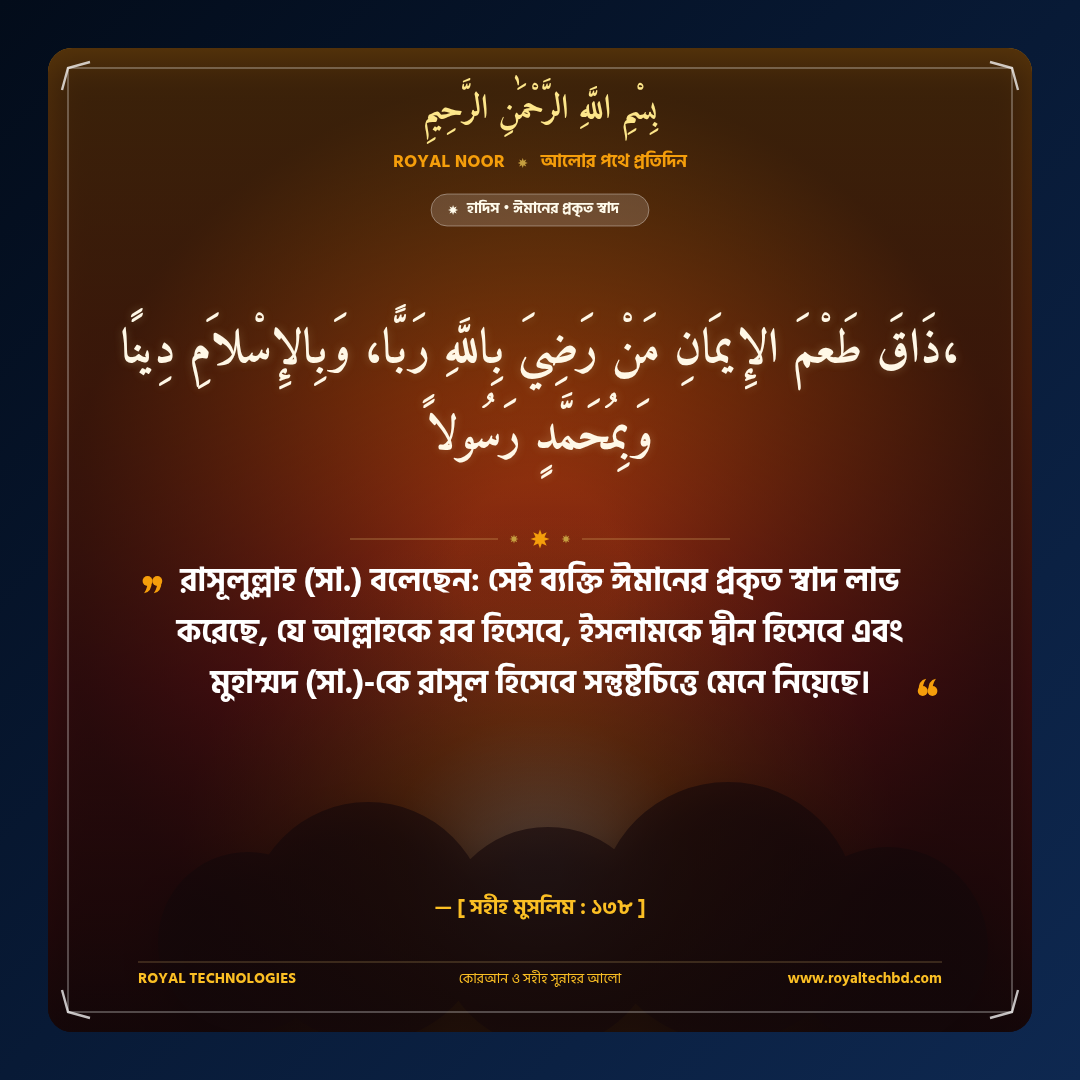 بِسْمِ اللَّهِ الرَّحْمَٰنِ الرَّحِيمِ
ROYAL NOOR ✷ আলোর পথে প্রতিদিন
✷ হাদিস • ঈমানের প্রকৃত স্বাদ
،ذَاقَ طَعْمَ الإِيمَانِ مَنْ رَضِيَ بِاللَّهِ رَبًّا، وَبِالإِسْلاَمِ دِينًا
وَبِمُحَمَّدٍ رَسُولاً
❞ রাসূলুল্লাহ (সা.) বলেছেন: সেই ব্যক্তি ঈমানের প্রকৃত স্বাদ লাভ
করেছে, যে আল্লাহকে রব হিসেবে, ইসলামকে দ্বীন হিসেবে এবং
মুহাম্মদ (সা.)-কে রাসূল হিসেবে সন্তুষ্টচিত্তে মেনে নিয়েছে। ❝
— [ সহীহ মুসলিম : ১৩৮ ]
ROYAL TECHNOLOGIES কোরআন ও সহীহ সুন্নাহর আলো www.royaltechbd.com